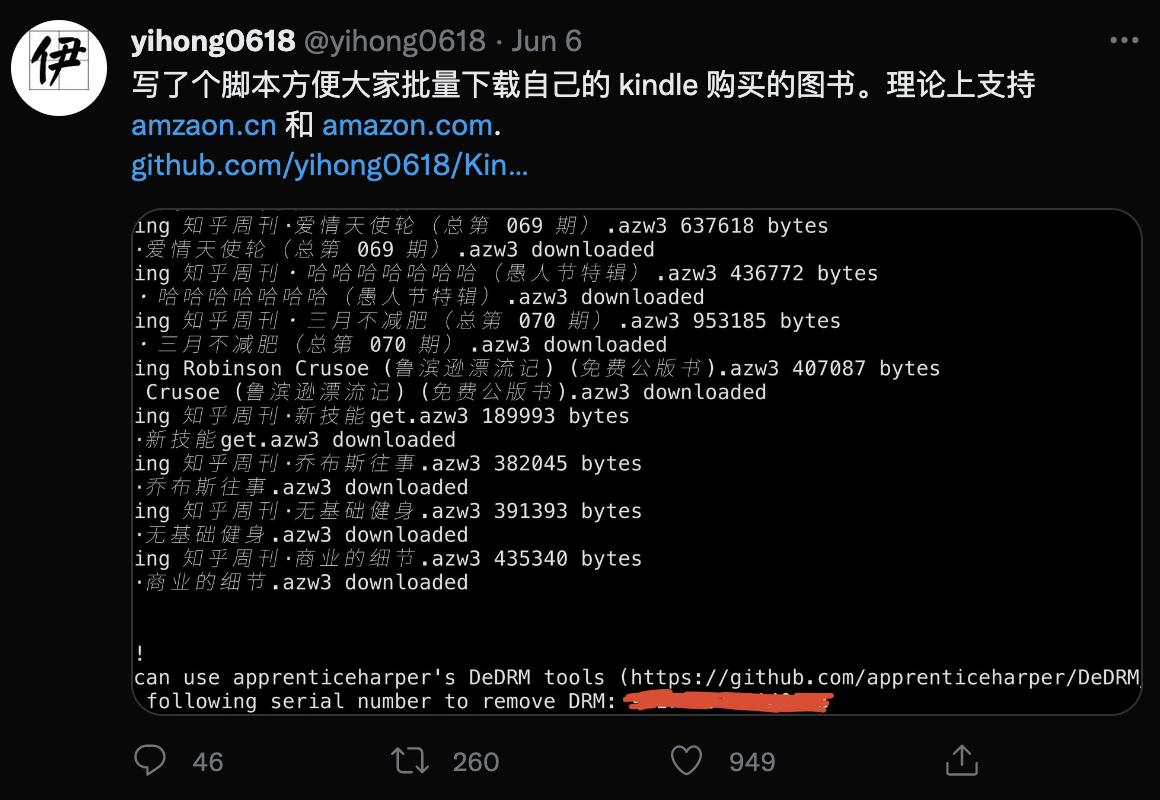 伊
yihong0618 @yihong0618 · Jun 6
写了个脚本方便大家批量下载自己的 kindle 购买的图书。理论上支持
amzaon.cn 和 amazon.com.
github.com/yihong0618/Kin…
ing 知乎周刊·爱情天使轮（总第 069 期）.azw3 637618 bytes
·爱情天使轮（总第 069 期）.azw3 downloaded
ing 知乎周刊・哈哈哈哈哈哈哈（愚人节特辑）.azw3 436772 bytes
・哈哈哈哈哈哈哈（愚人节特辑）.azw3 downloaded
ing 知乎周刊・三月不减肥（总第 070 期）.azw3 953185 bytes
・三月不减肥（总第 070 期）.azw3 downloaded
ing Robinson Crusoe (鲁滨逊漂流记) (免费公版书).azw3 407087 bytes
Crusoe (鲁滨逊漂流记) (免费公版书).azw3 downloaded
ing 知乎周刊·新技能get.azw3 189993 bytes
·新技能get.azw3 downloaded
ing 知乎周刊·乔布斯往事.azw3 382045 bytes
·乔布斯往事.azw3 downloaded
ing 知乎周刊·无基础健身.azw3 391393 bytes
·无基础健身.azw3 downloaded
ing 知乎周刊·商业的细节.azw3 435340 bytes
·商业的细节.azw3 downloaded
!
can use apprenticeharper's DeDRM tools (https://github.com/apprenticeharper/DeDRM
following serial number to remove DRM:
46 260 949